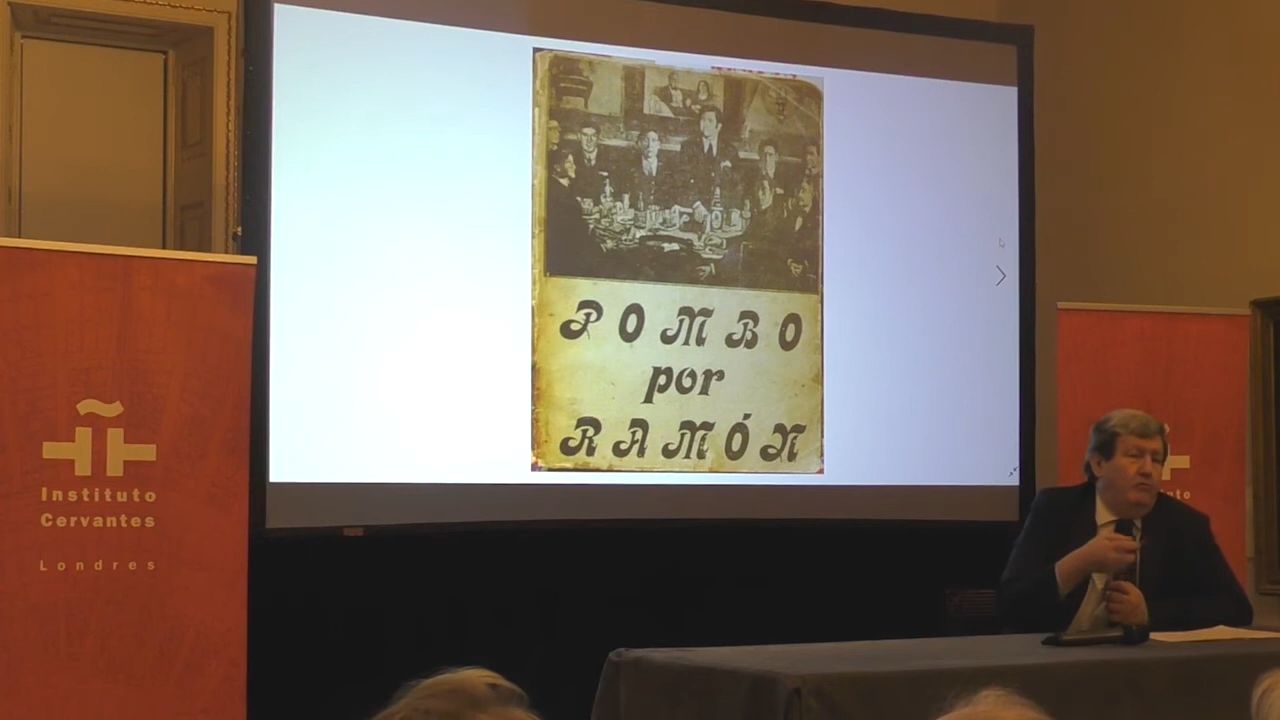 POMBO
por
RAMÓN
Instituto
Cervantes
Londres